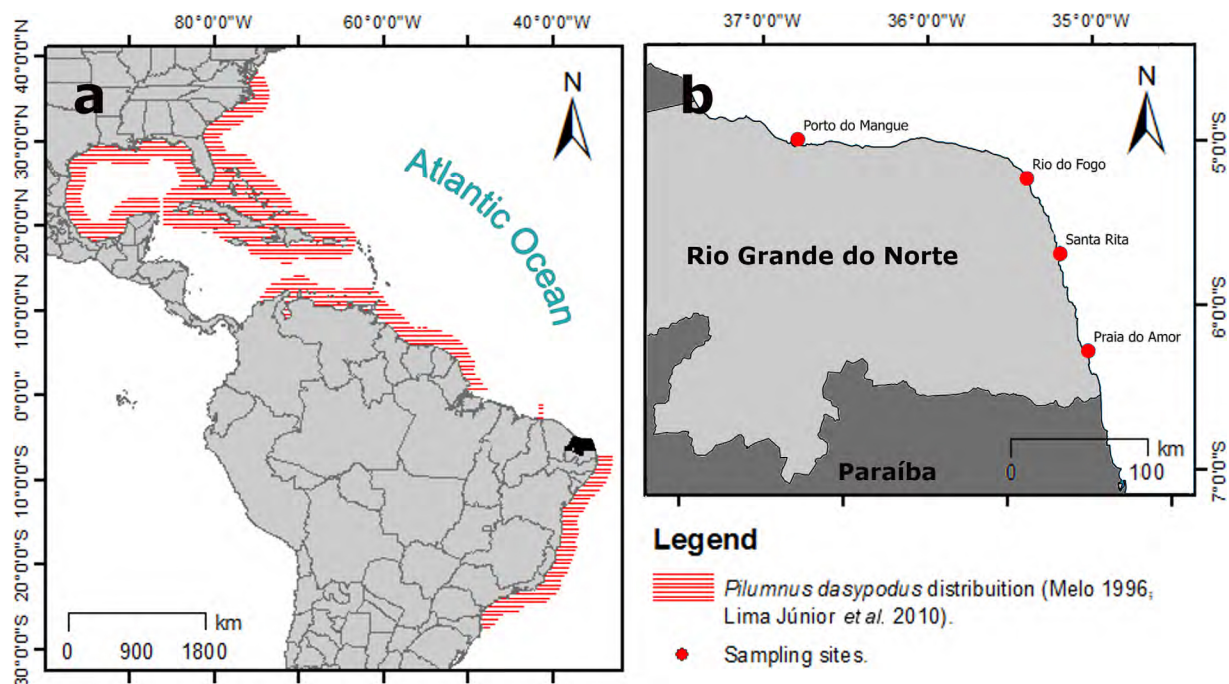 80°0'0"W
60°0'0"W
40°0'0"W
40°0'0"N
30°0'0"N
20°0'0"N
10°0'0"N
0°0'0"
10°0'0"S
20°0'0"S
30°0'0"S
a
N
Atlantic Ocean
km
0 900 1800
37°0'0"W
36°0'0"W
35°0'0"W
b
N
Porto do Mangue
Rio do Fogo
Santa Rita
Praia do Amor
Rio Grande do Norte
Paraíba
km
0 100
5°0'0"S
6°0'0"S
7°0'0"S
Legend
Pilumnus dasypodus distribuition (Melo 1996;
Lima Júnior et al. 2010).
Sampling sites.